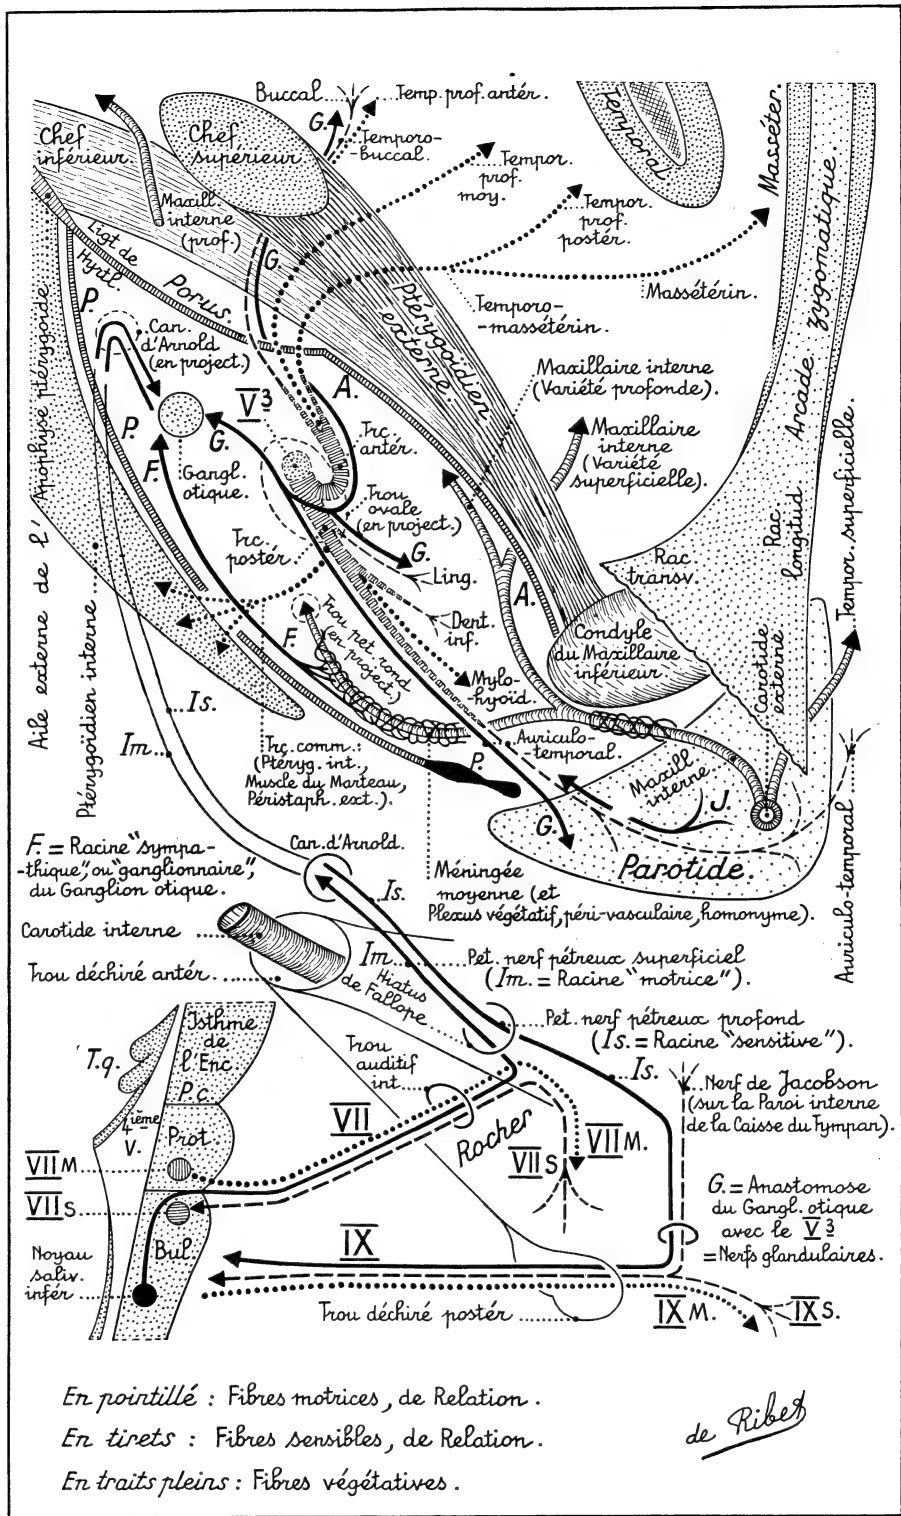 Buccal
Temp. prof. antér.
G.
Temporo-
-buccal.
Temporal
Chef
inférieur.
Chef
supérieur.
Masséter.
Tempor.
prof.
moy.
Maxill.
interne
(prof.)
Tempor.
prof.
postér.
Ligt de
Hyrtl.
Porus.
G.
Ptérygoïdien
externe.
Temporo-
-massétérin.
Massétérin.
Arcade zygomatique.
P.
Can.
d'Arnold
(en project.)
V3
A.
Maxillaire interne
(Variété profonde).
P.
F.
G.
Gangl.
otique.
Trc
antér.
Maxillaire
interne
(Variété
superficielle).
Trou
ovale
(en project.)
Trc
postér
G.
Ling.
Rac
transv.
Rac
longitud
Tempor. superficielle.
Aile externe de l'Apophyse ptérygoïde.
Ptérygoïdien interne
F.
Trou pet. rond
(en project.)
Dent.
inf.
A.
Condyle
du Maxillaire
inférieur.
Carotide
externe
Mylo-
hyoïd.
Is.
Im.
Trc. comm.:
(Ptéryg. int.,
Muscle du Marteau,
Péristaph. ext.).
Auriculo-
-temporal.
P.
Maxill
interne
J.
G.
Parotide.
Auriculo-temporal
F. = Racine "sympa-
-thique", ou "ganglionnaire",
du Ganglion otique.
Can. d'Arnold.
Is.
Méningée
moyenne (et
Plexus végétatif, péri-vasculaire, homonyme).
Carotide interne
Trou déchiré antér.
Im.
Hiatus
de Fallope
Pet. nerf pétreux superficiel
(Im. = Racine "motrice").
Pet. nerf pétreux profond
(Is. = Racine "sensitive").
Isthme
de
l'Enc
P.c.
T.q.
Trou
auditif
int
Is.
Nerf de Jacobson
(sur la Paroi interne
de la Caisse du Tympan).
4ième
V.
Prot.
VII
Rocher
VII M.
VII S
VII M
VII S
G. = Anastomose
du Gangl. otique
avec le V3
= Nerfs glandulaires.
Noyau
saliv.
infér
Bul.
IX
Trou déchiré postér
IX M.
IX S.
En pointillé : Fibres motrices, de Relation.
En tirets : Fibres sensibles, de Relation.
En traits pleins : Fibres végétatives.
de Ribet